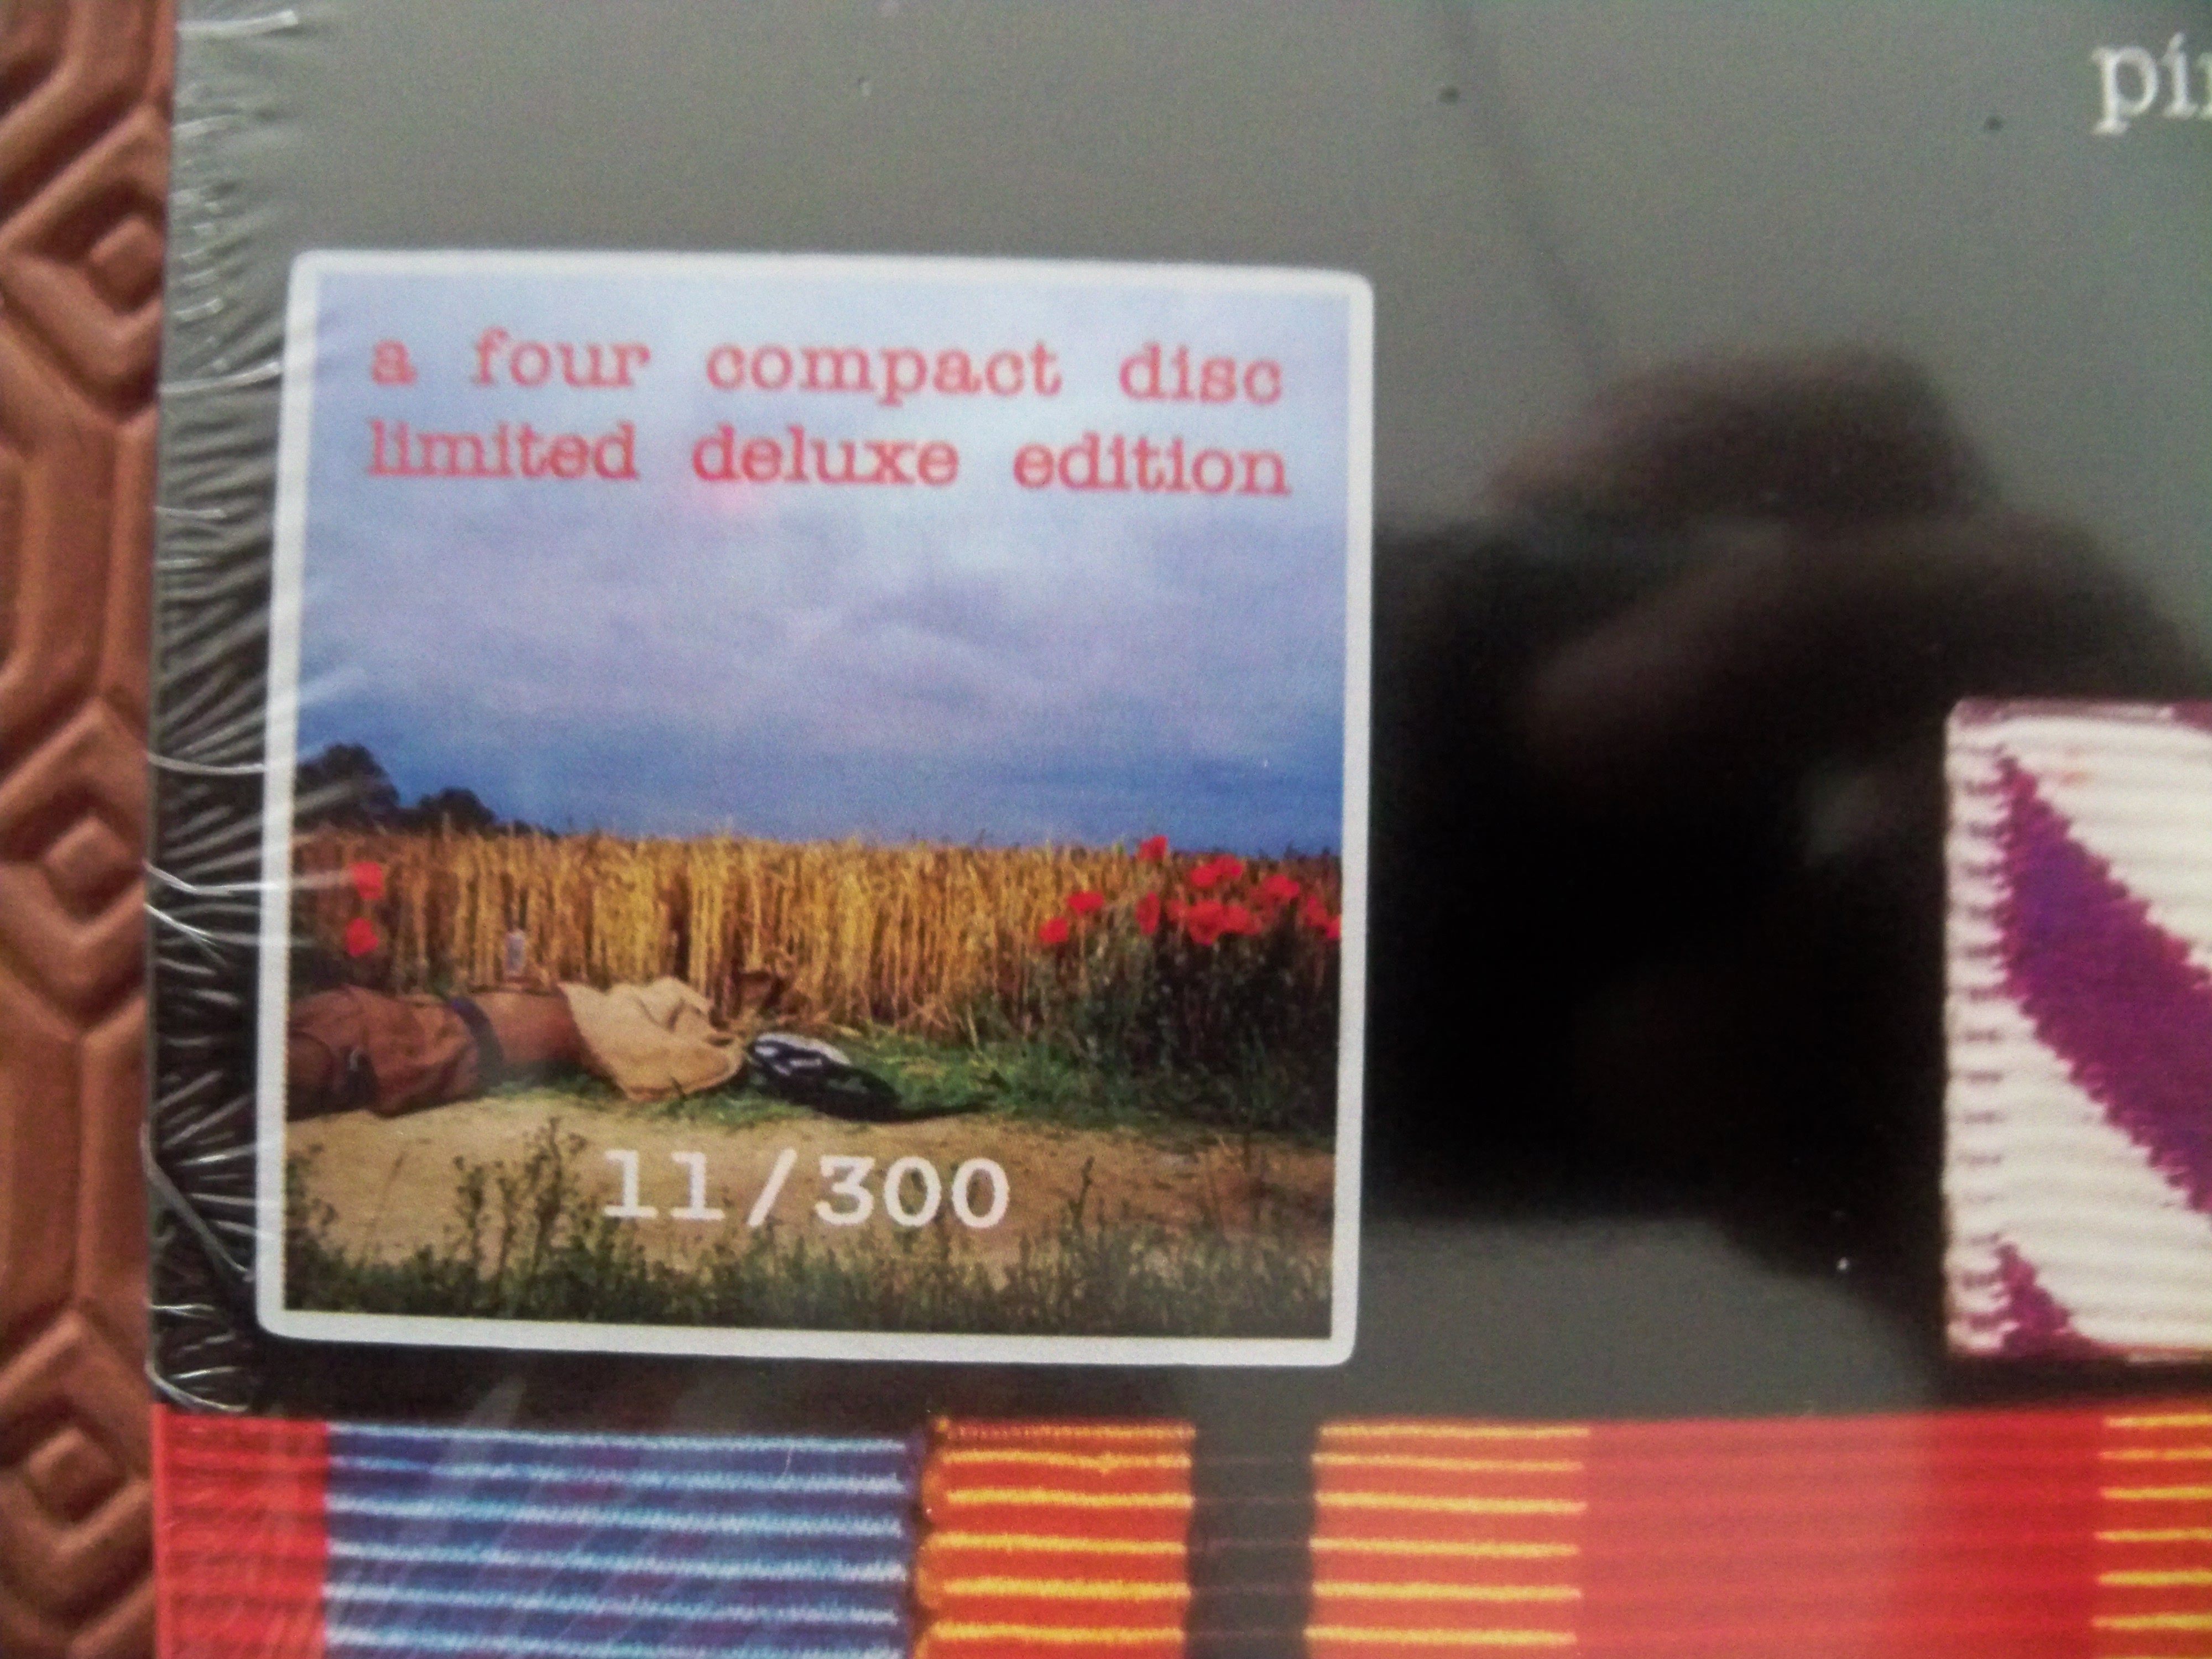 a four compact disc
limited deluxe edition
11/300